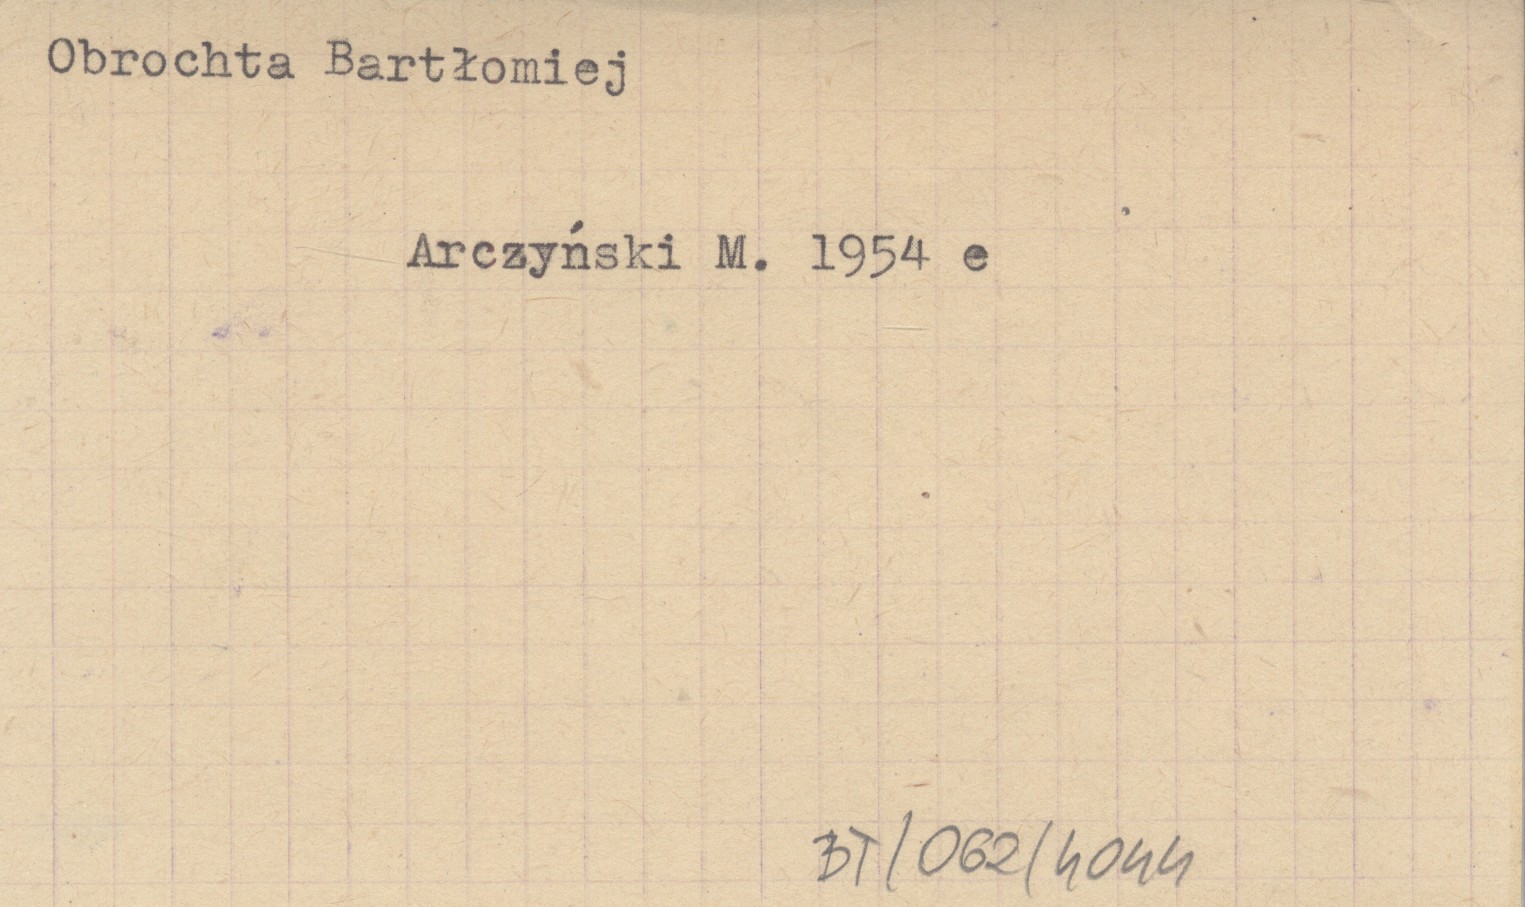 Obrochta Bartłomiej
Arczyński M. 1954 e
BT/062/4044